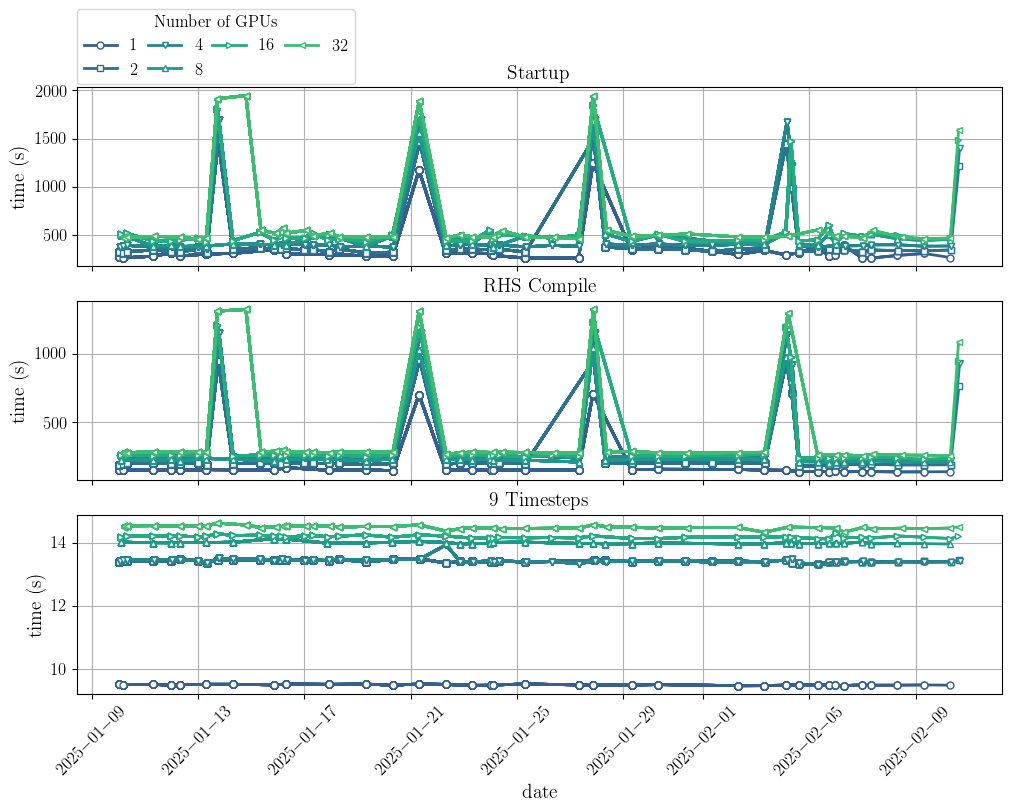 Number of GPUs
1 4 16 32
2 8
Startup
2000
1500
1000
500
time (s)
RHS Compile
1000
500
time (s)
9 Timesteps
14
12
10
time (s)
2025-01-09 2025-01-13 2025-01-17 2025-01-21 2025-01-25 2025-01-29 2025-02-01 2025-02-05 2025-02-09
date